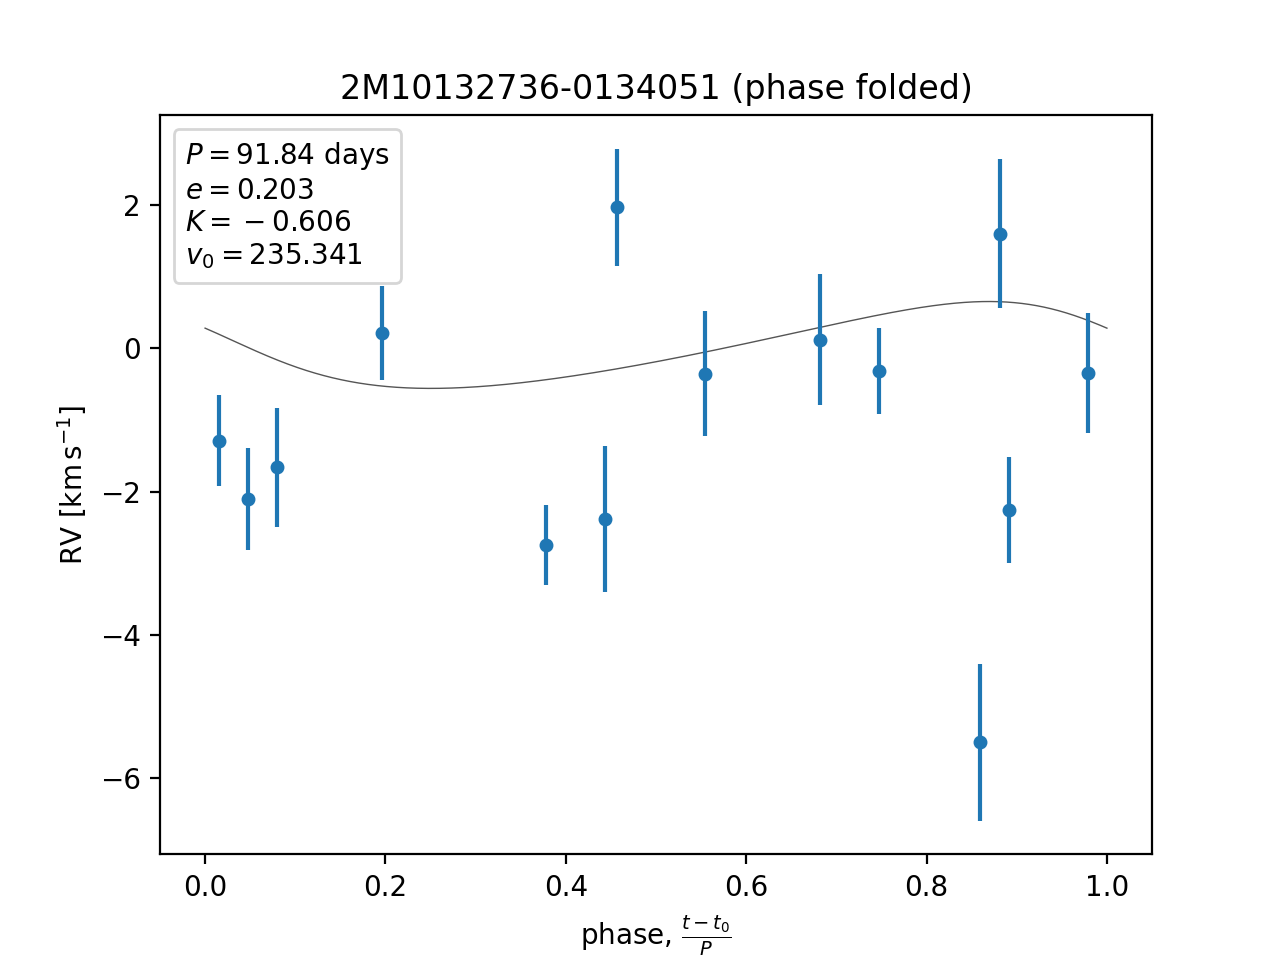 2M10132736-0134051 (phase folded)
P = 91.84 days
e = 0.203
K = −0.606
v₀ = 235.341
2
0
−2
−4
−6
RV [km s⁻¹]
0.0 0.2 0.4 0.6 0.8 1.0
phase, (t − t₀)/P